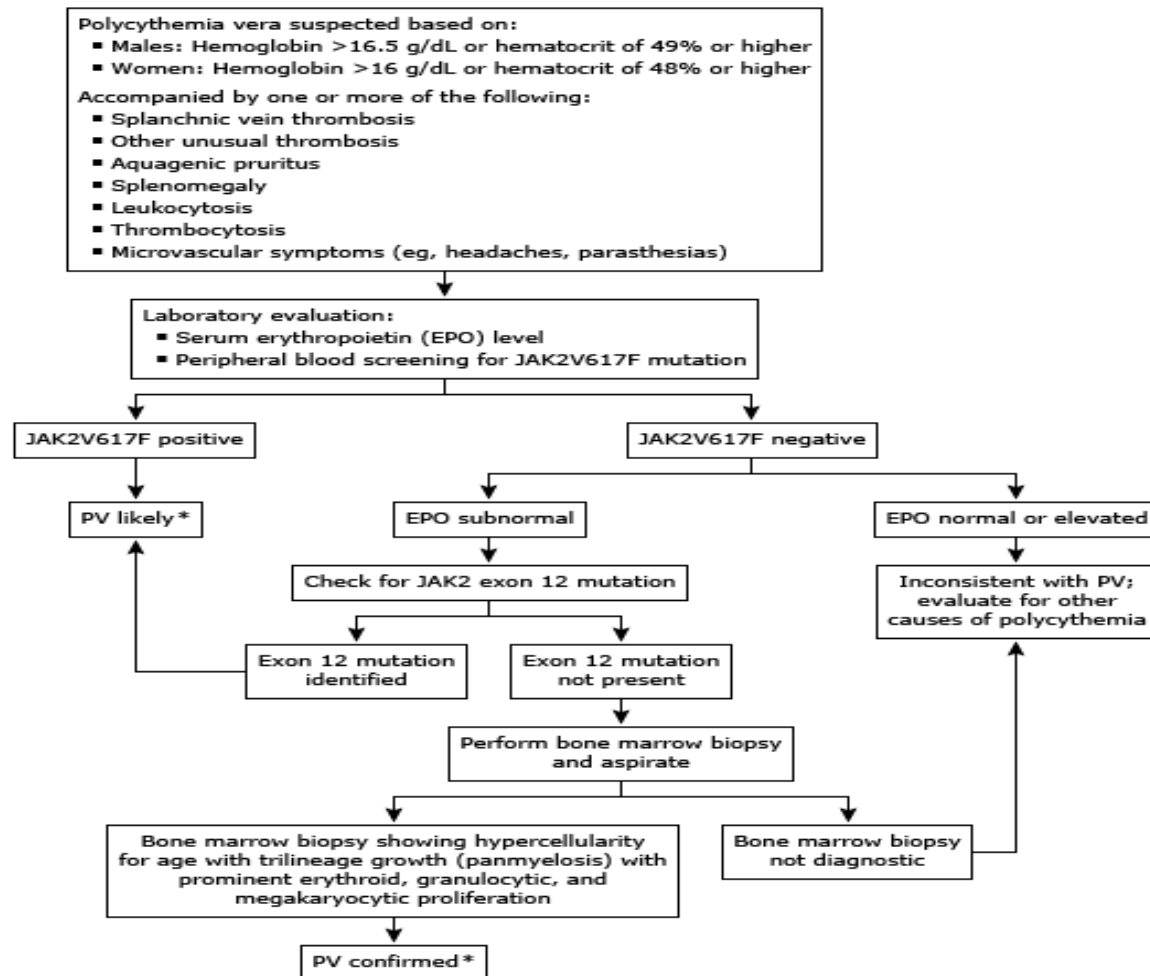 Polycythemia vera suspected based on:
▪ Males: Hemoglobin >16.5 g/dL or hematocrit of 49% or higher
▪ Women: Hemoglobin >16 g/dL or hematocrit of 48% or higher
Accompanied by one or more of the following:
▪ Splanchnic vein thrombosis
▪ Other unusual thrombosis
▪ Aquagenic pruritus
▪ Splenomegaly
▪ Leukocytosis
▪ Thrombocytosis
▪ Microvascular symptoms (eg, headaches, parasthesias)
Laboratory evaluation:
▪ Serum erythropoietin (EPO) level
▪ Peripheral blood screening for JAK2V617F mutation
JAK2V617F positive
JAK2V617F negative
PV likely*
EPO subnormal
EPO normal or elevated
Check for JAK2 exon 12 mutation
Inconsistent with PV;
evaluate for other
causes of polycythemia
Exon 12 mutation
identified
Exon 12 mutation
not present
Perform bone marrow biopsy
and aspirate
Bone marrow biopsy showing hypercellularity
for age with trilineage growth (panmyelosis) with
prominent erythroid, granulocytic, and
megakaryocytic proliferation
Bone marrow biopsy
not diagnostic
PV confirmed*